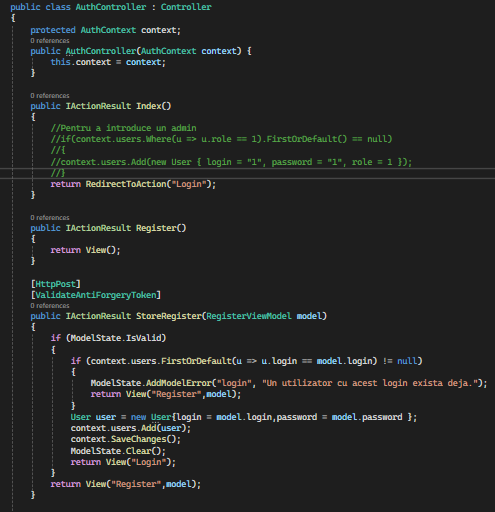 public class AuthController : Controller
{
protected AuthContext context;
0 references
public AuthController(AuthContext context) {
this.context = context;
}
0 references
public IActionResult Index()
{
//Pentru a introduce un admin
//if(context.users.Where(u => u.role == 1).FirstOrDefault() == null)
//{
//context.users.Add(new User { login = "1", password = "1", role = 1 });
//}
return RedirectToAction("Login");
}
0 references
public IActionResult Register()
{
return View();
}
[HttpPost]
[ValidateAntiForgeryToken]
0 references
public IActionResult StoreRegister(RegisterViewModel model)
{
if (ModelState.IsValid)
{
if (context.users.FirstOrDefault(u => u.login == model.login) != null)
{
ModelState.AddModelError("login", "Un utilizator cu acest login exista deja.");
return View("Register",model);
}
User user = new User{login = model.login,password = model.password };
context.users.Add(user);
context.SaveChanges();
ModelState.Clear();
return View("Login");
}
return View("Register",model);
}